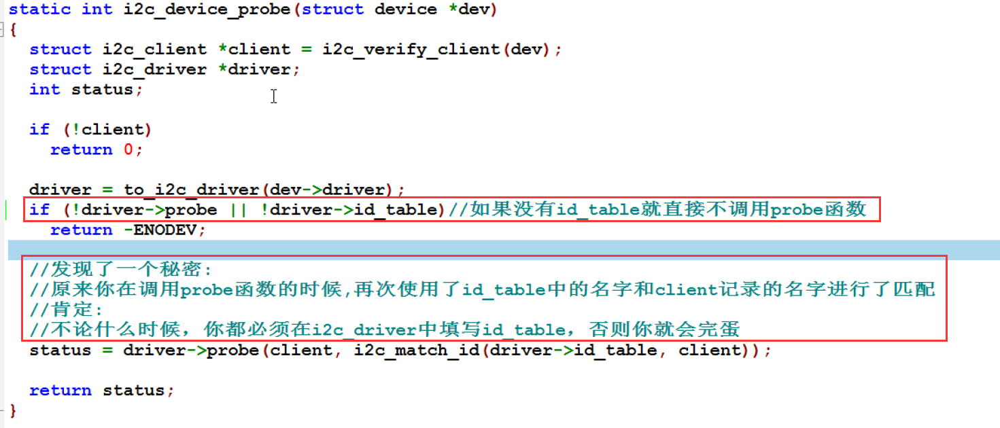 static int i2c_device_probe(struct device *dev)
{
struct i2c_client *client = i2c_verify_client(dev);
struct i2c_driver *driver;
int status;
if (!client)
return 0;
driver = to_i2c_driver(dev->driver);
if (!driver->probe || !driver->id_table)//如果没有id_table就直接不调用probe函数
return -ENODEV;
//发现了一个秘密:
//原来你在调用probe函数的时候,再次使用了id_table中的名字和client记录的名字进行了匹配
//肯定:
//不论什么时候，你都必须在i2c_driver中填写id_table，否则你就会完蛋
status = driver->probe(client, i2c_match_id(driver->id_table, client));
return status;
}